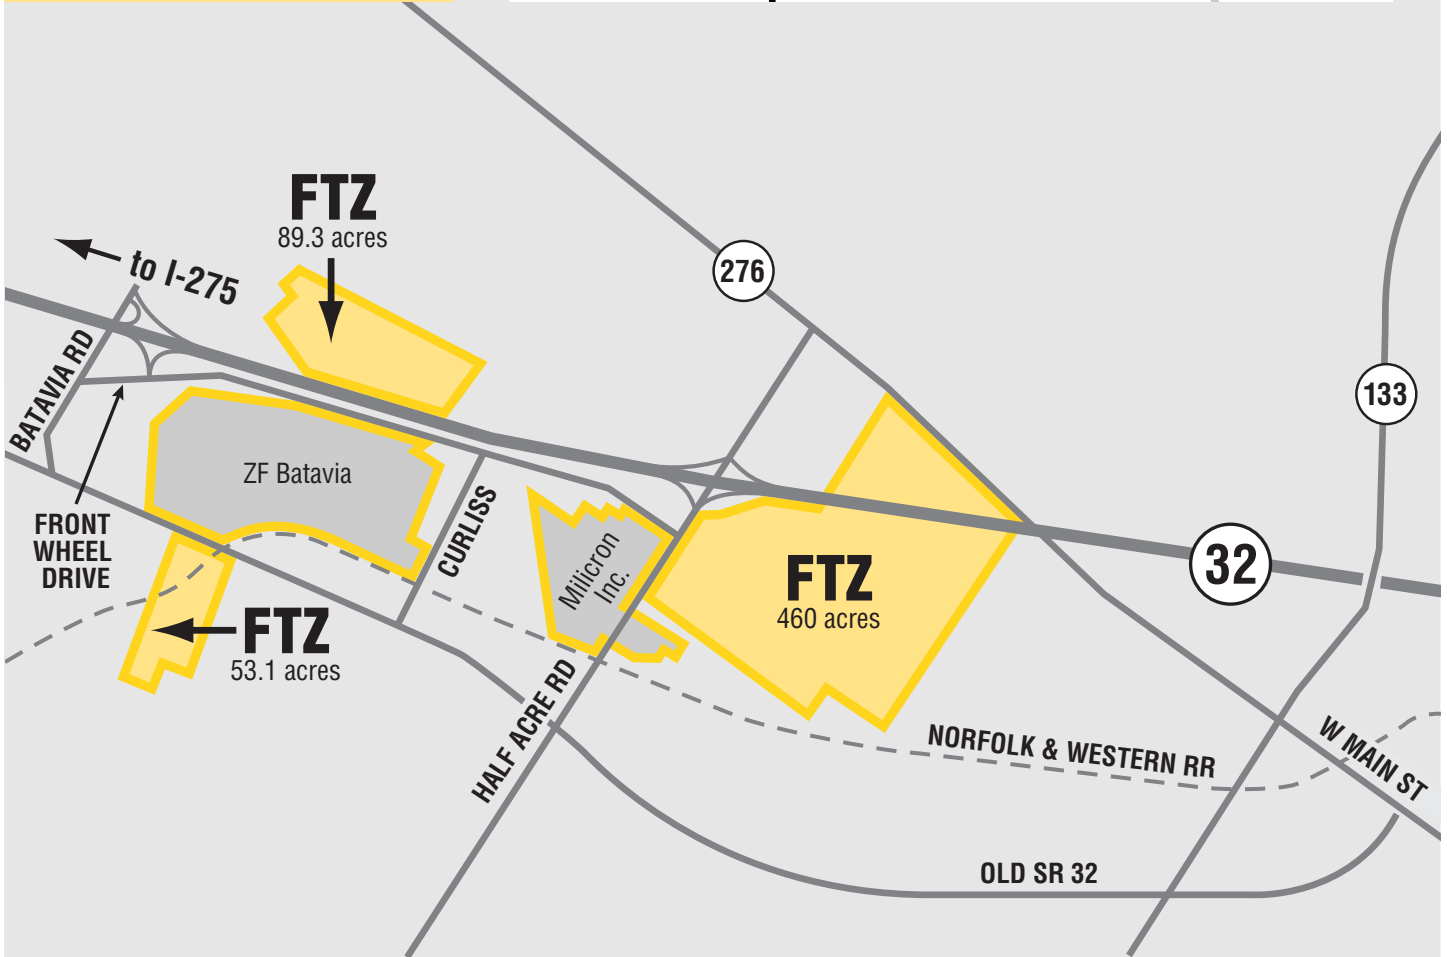 FTZ
89.3 acres
to I-275
276
BATAVIA RD
133
ZF Batavia
CURLISS
FRONT
WHEEL
DRIVE
Milicron
Inc.
32
FTZ
460 acres
FTZ
53.1 acres
HALF ACRE RD
NORFOLK & WESTERN RR
W MAIN ST
OLD SR 32